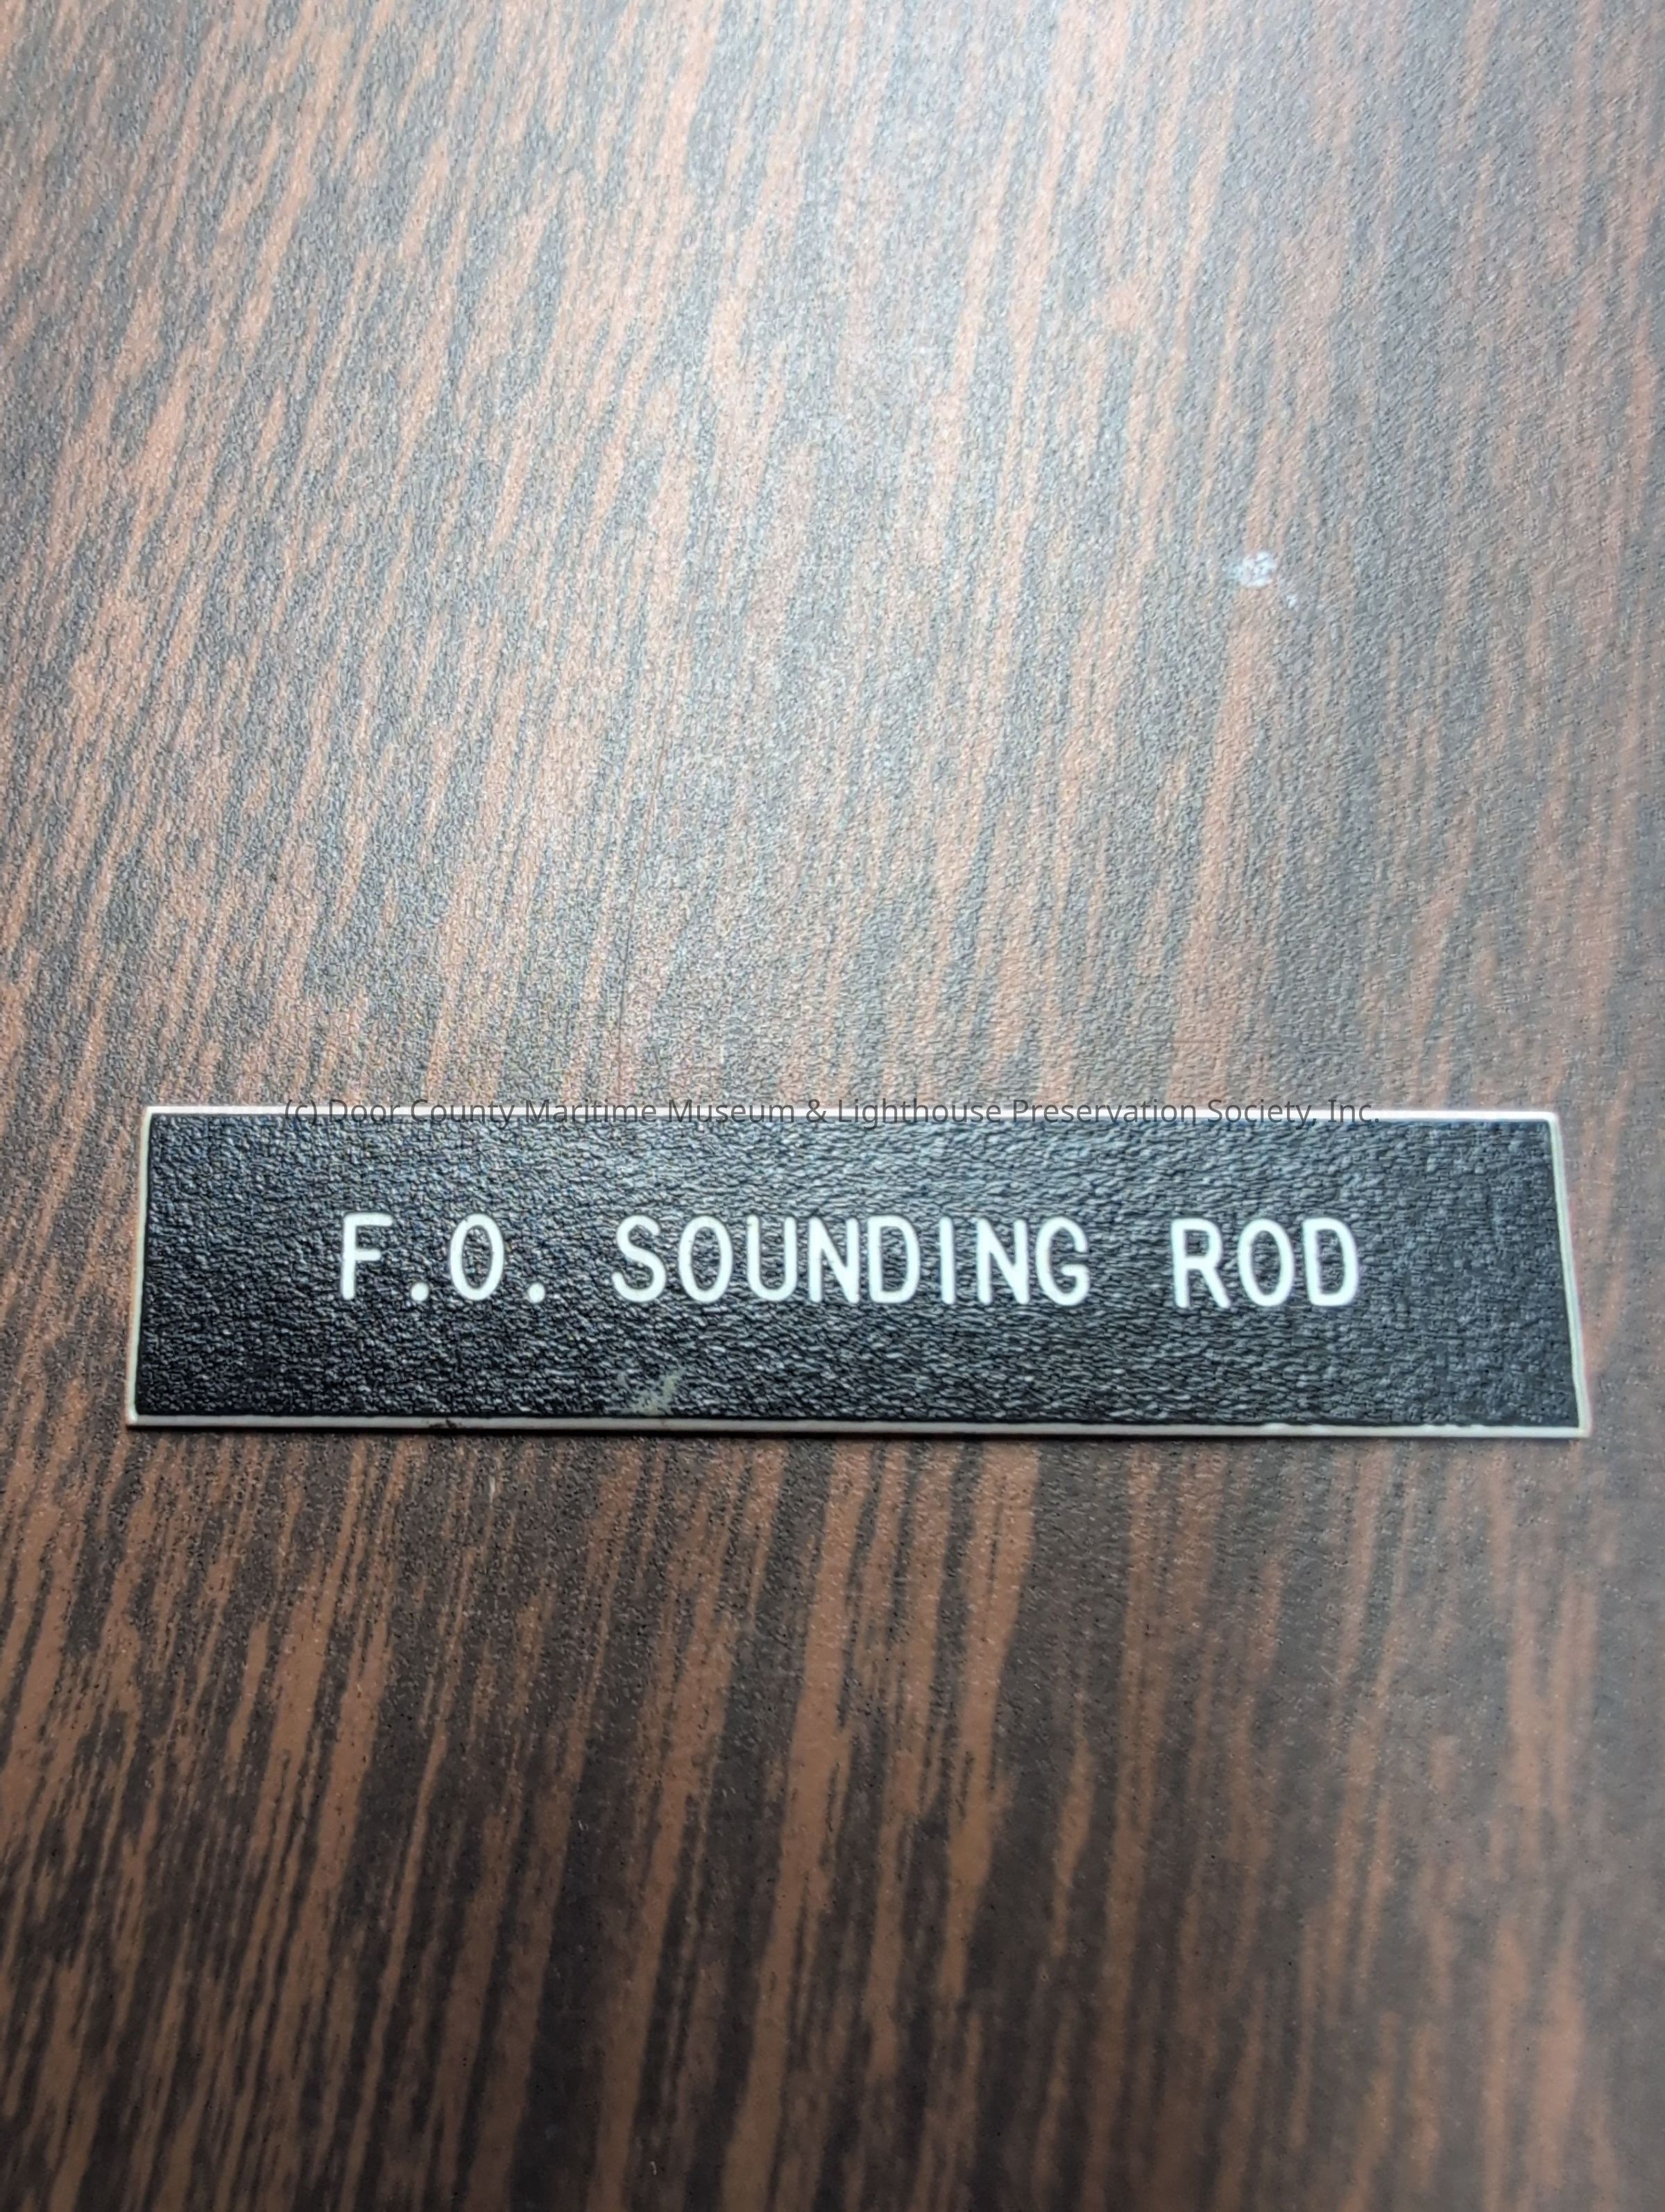 (c) Door County Maritime Museum & Lighthouse Preservation Society, Inc.
F.O. SOUNDING ROD